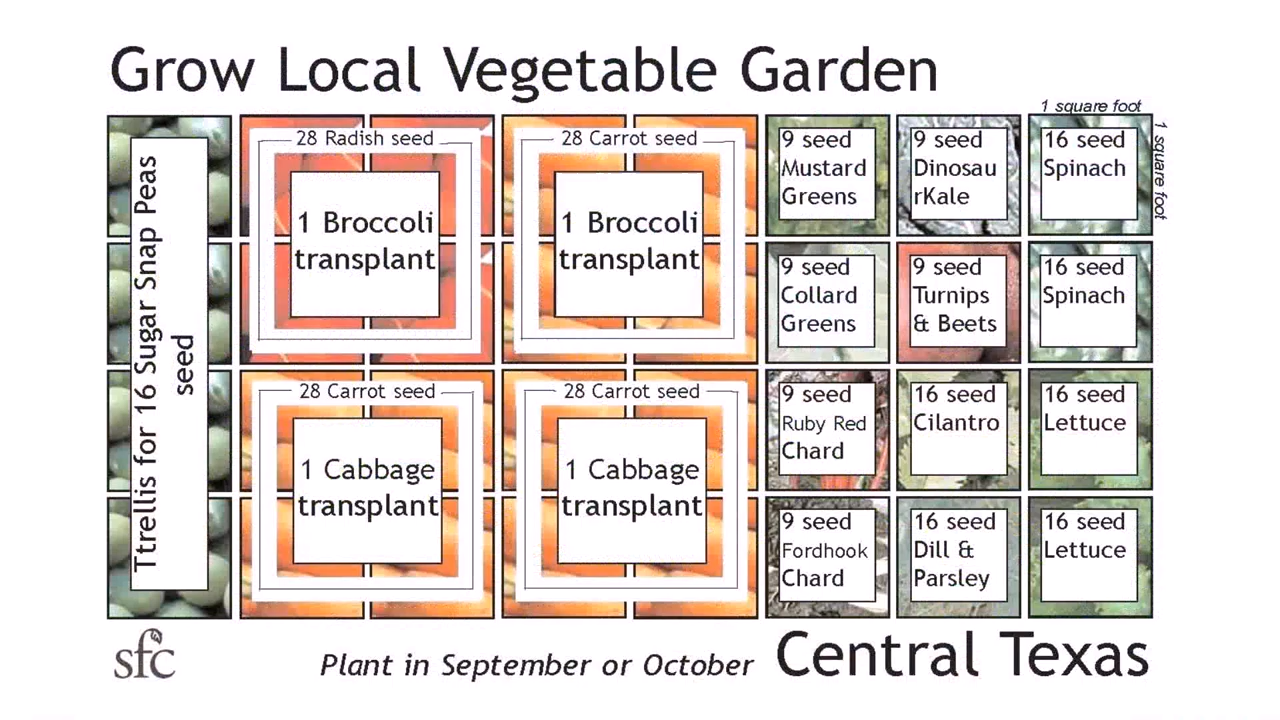 Grow Local Vegetable Garden
1 square foot
1 square foot
Ttrellis for 16 Sugar Snap Peas
seed
28 Radish seed
1 Broccoli
transplant
28 Carrot seed
1 Broccoli
transplant
9 seed
Mustard
Greens
9 seed
Dinosau
rKale
16 seed
Spinach
9 seed
Collard
Greens
9 seed
Turnips
& Beets
16 seed
Spinach
28 Carrot seed
1 Cabbage
transplant
28 Carrot seed
1 Cabbage
transplant
9 seed
Ruby Red
Chard
16 seed
Cilantro
16 seed
Lettuce
9 seed
Fordhook
Chard
16 seed
Dill &
Parsley
16 seed
Lettuce
sfc
Plant in September or October
Central Texas